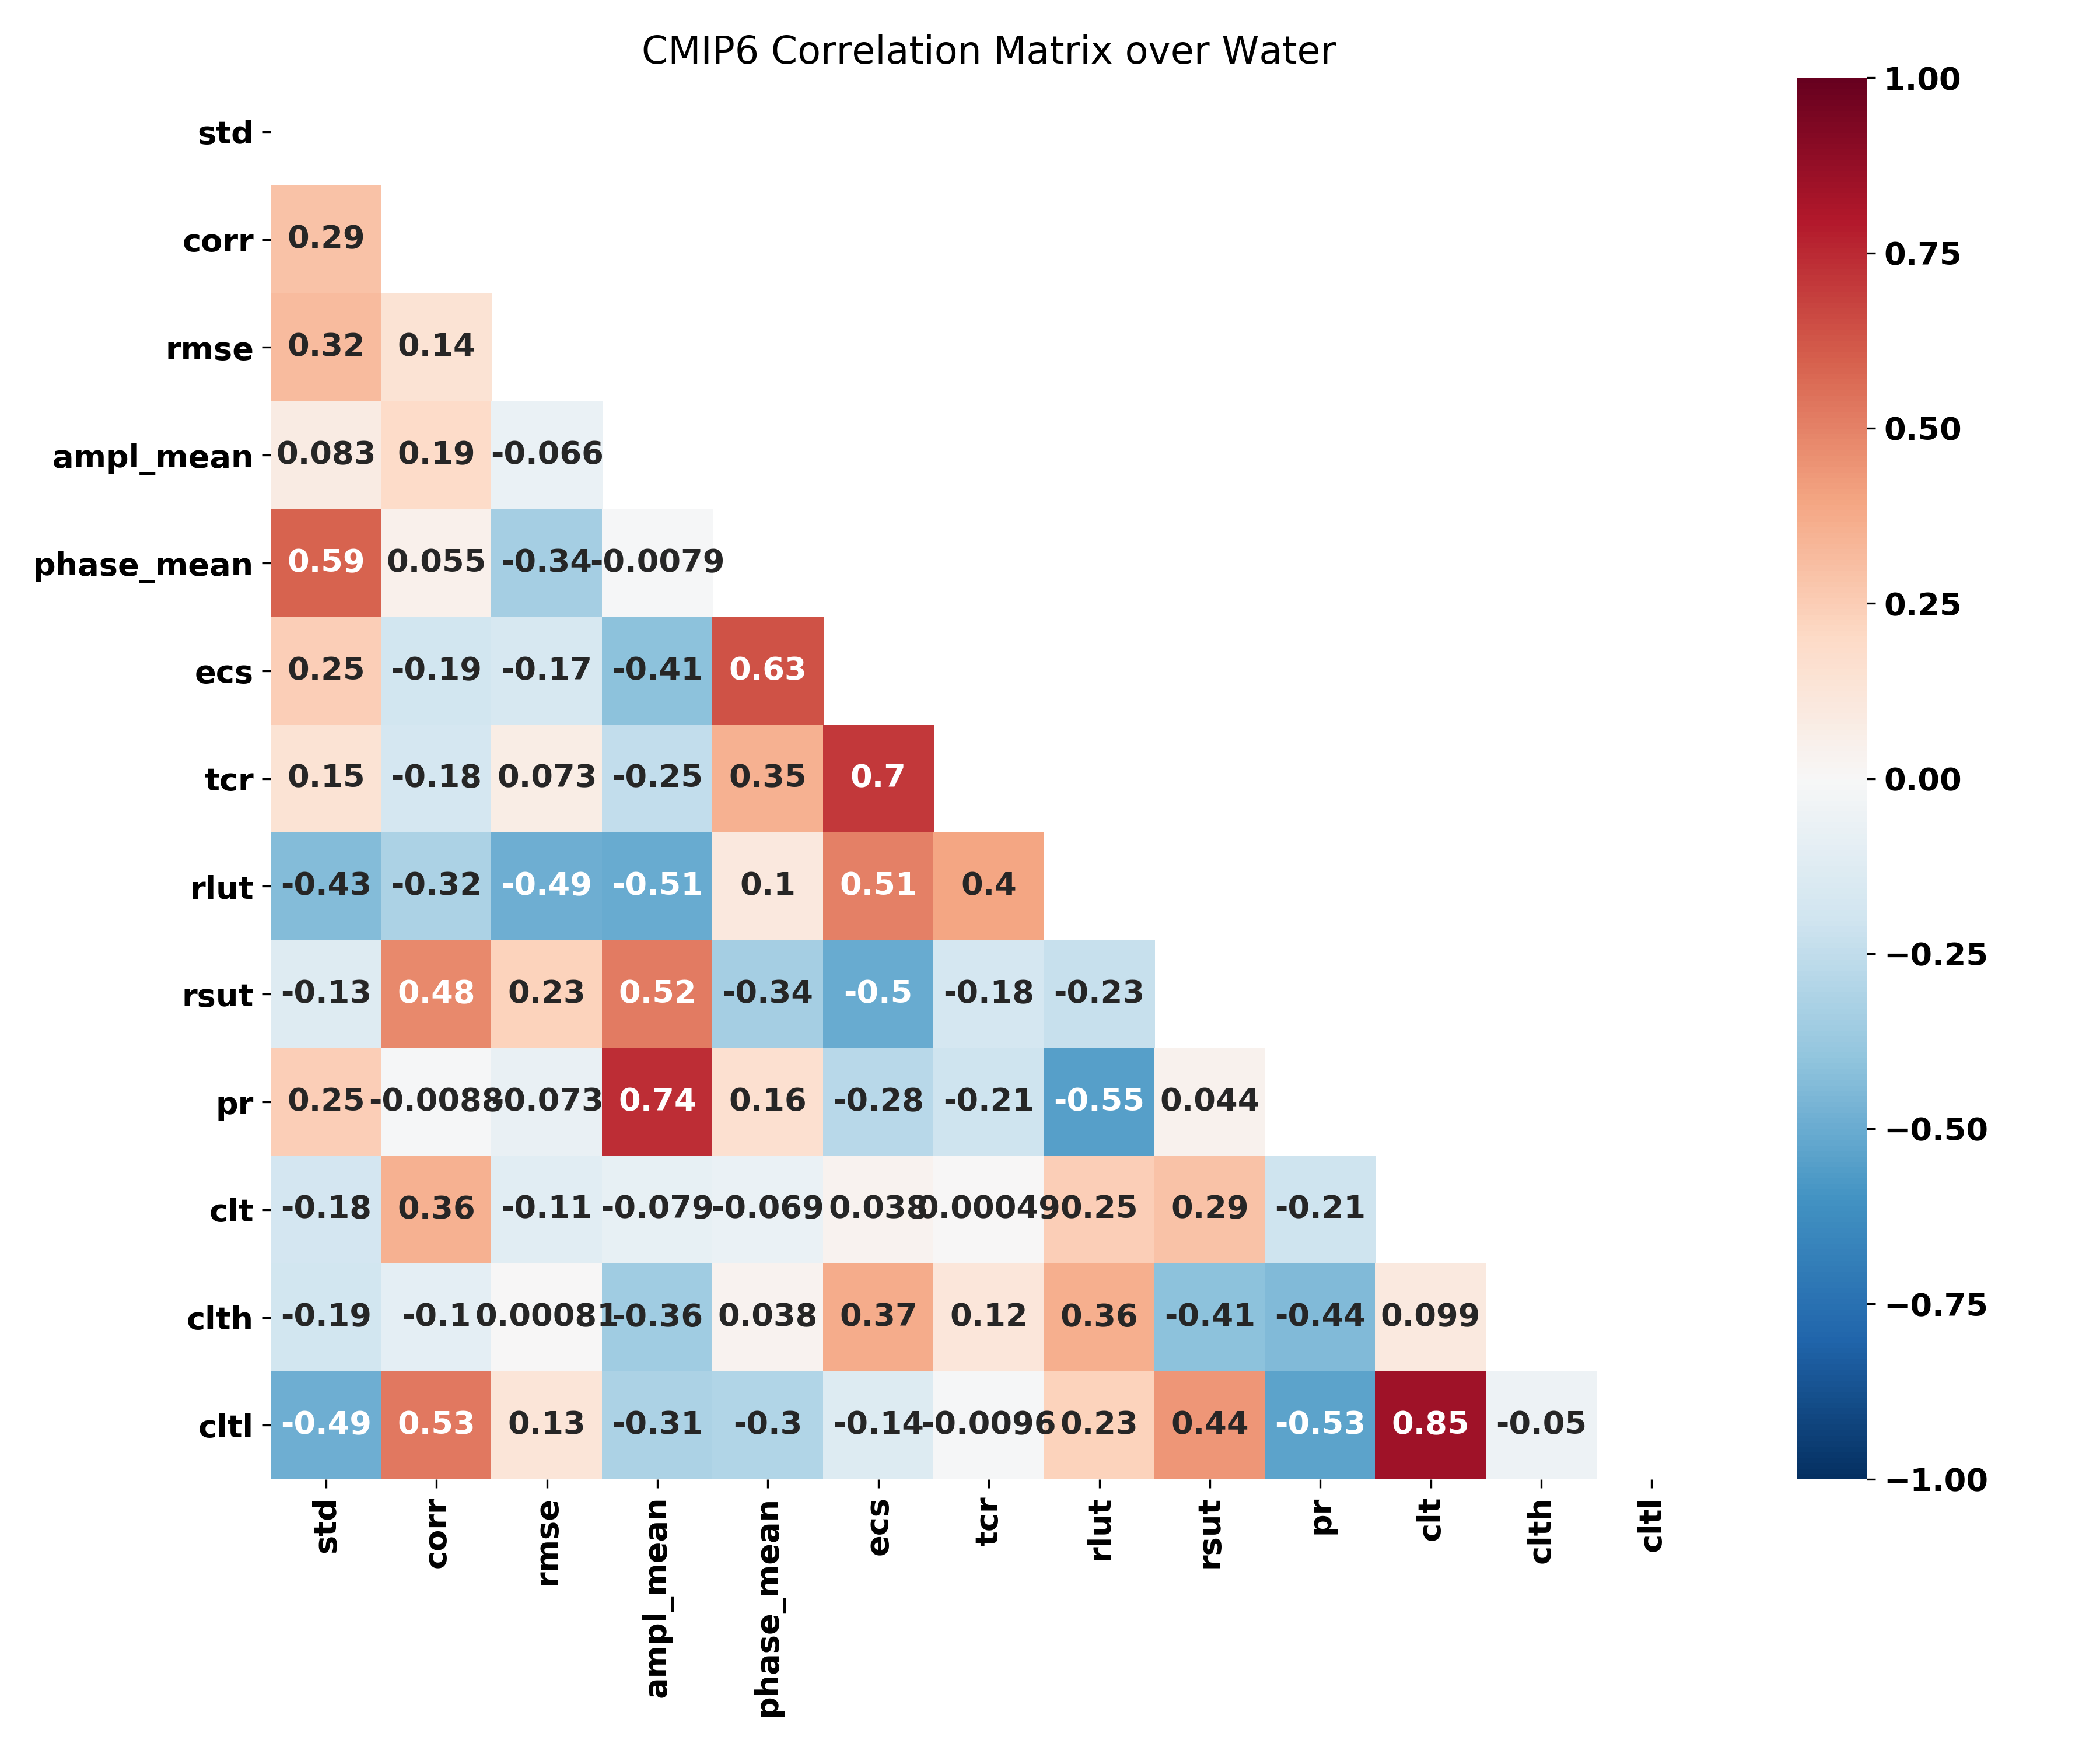 CMIP6 Correlation Matrix over Water
1.00
std
corr 0.29
0.75
rmse 0.32 0.14
ampl_mean 0.083 0.19 -0.066
0.50
phase_mean 0.59 0.055 -0.34 -0.0079
0.25
ecs 0.25 -0.19 -0.17 -0.41 0.63
tcr 0.15 -0.18 0.073 -0.25 0.35 0.7
0.00
rlut -0.43 -0.32 -0.49 -0.51 0.1 0.51 0.4
−0.25
rsut -0.13 0.48 0.23 0.52 -0.34 -0.5 -0.18 -0.23
pr 0.25 -0.0088 -0.073 0.74 0.16 -0.28 -0.21 -0.55 0.044
−0.50
clt -0.18 0.36 -0.11 -0.079 -0.069 0.038 0.00049 0.25 0.29 -0.21
−0.75
clth -0.19 -0.1 0.00081 -0.36 0.038 0.37 0.12 0.36 -0.41 -0.44 0.099
cltl -0.49 0.53 0.13 -0.31 -0.3 -0.14 -0.0096 0.23 0.44 -0.53 0.85 -0.05
−1.00
std corr rmse ampl_mean phase_mean ecs tcr rlut rsut pr clt clth cltl